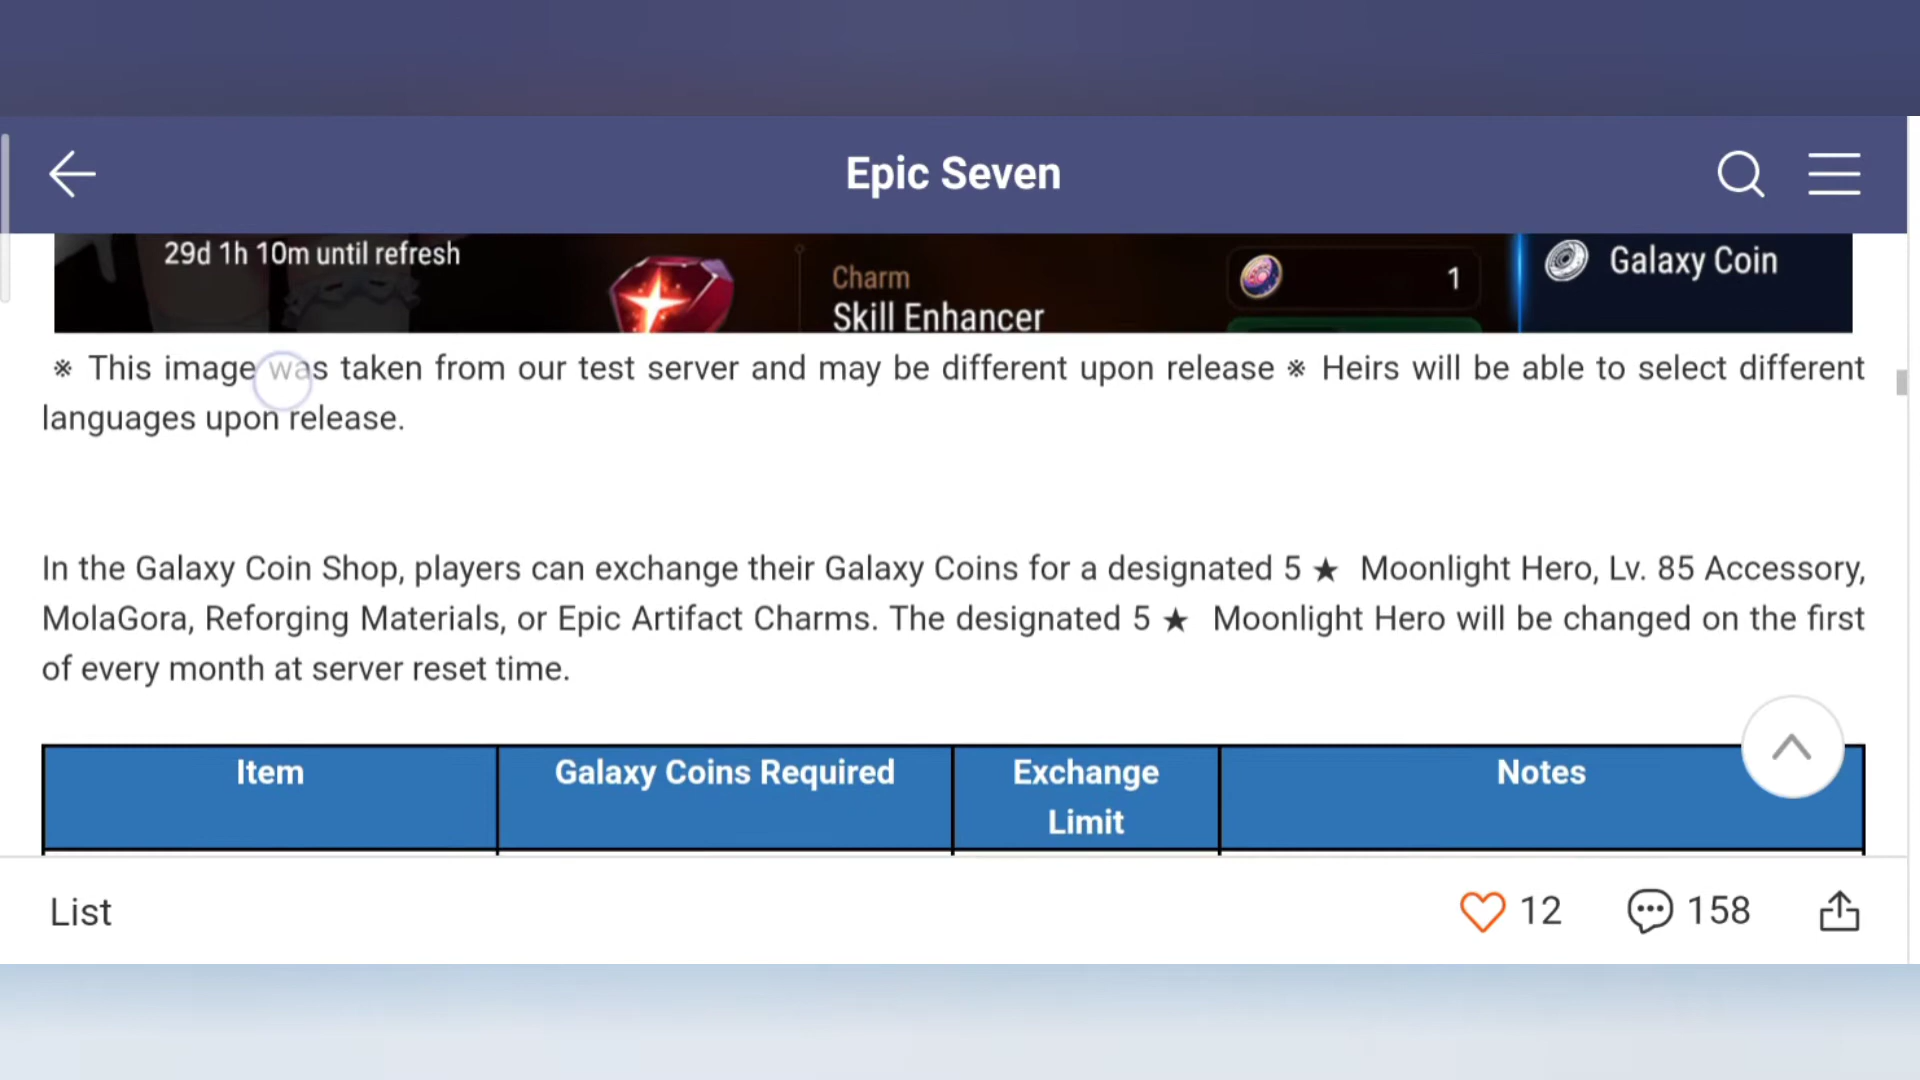 Epic Seven
29d 1h 10m until refresh
Charm
Skill Enhancer
1
Galaxy Coin
※ This image was taken from our test server and may be different upon release ※ Heirs will be able to select different
languages upon release.
In the Galaxy Coin Shop, players can exchange their Galaxy Coins for a designated 5 ★ Moonlight Hero, Lv. 85 Accessory,
MolaGora, Reforging Materials, or Epic Artifact Charms. The designated 5 ★ Moonlight Hero will be changed on the first
of every month at server reset time.
Item
Galaxy Coins Required
Exchange
Limit
Notes
List
12
158